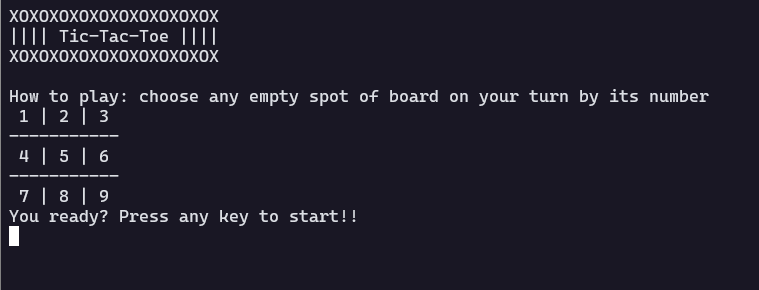 XOXOXOXOXOXOXOXOXOXOX
|||| Tic-Tac-Toe ||||
XOXOXOXOXOXOXOXOXOXOX
How to play: choose any empty spot of board on your turn by its number
1 | 2 | 3
-----------
4 | 5 | 6
-----------
7 | 8 | 9
You ready? Press any key to start!!